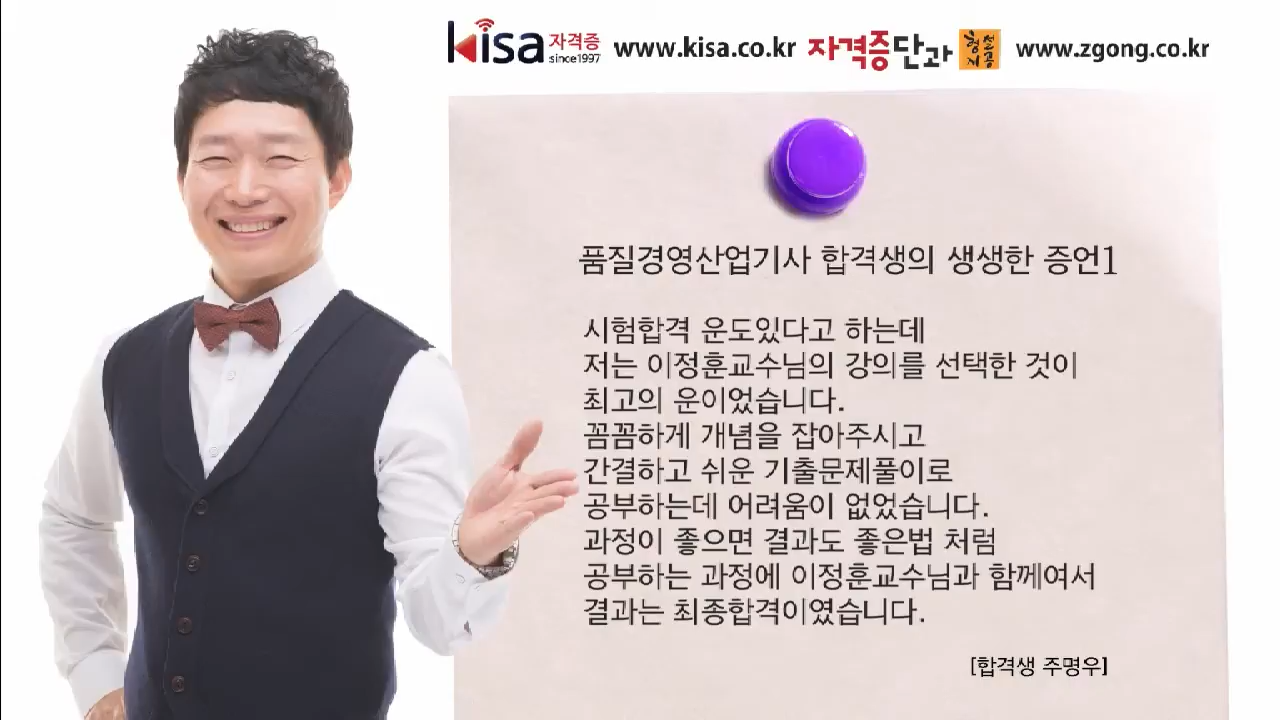 kisa 자격증 since1997 www.kisa.co.kr 자격증단과 형설지공 www.zgong.co.kr
품질경영산업기사 합격생의 생생한 증언1
시험합격 운도있다고 하는데
저는 이정훈교수님의 강의를 선택한 것이
최고의 운이었습니다.
꼼꼼하게 개념을 잡아주시고
간결하고 쉬운 기출문제풀이로
공부하는데 어려움이 없었습니다.
과정이 좋으면 결과도 좋은법 처럼
공부하는 과정에 이정훈교수님과 함께여서
결과는 최종합격이였습니다.
[합격생 주명우]